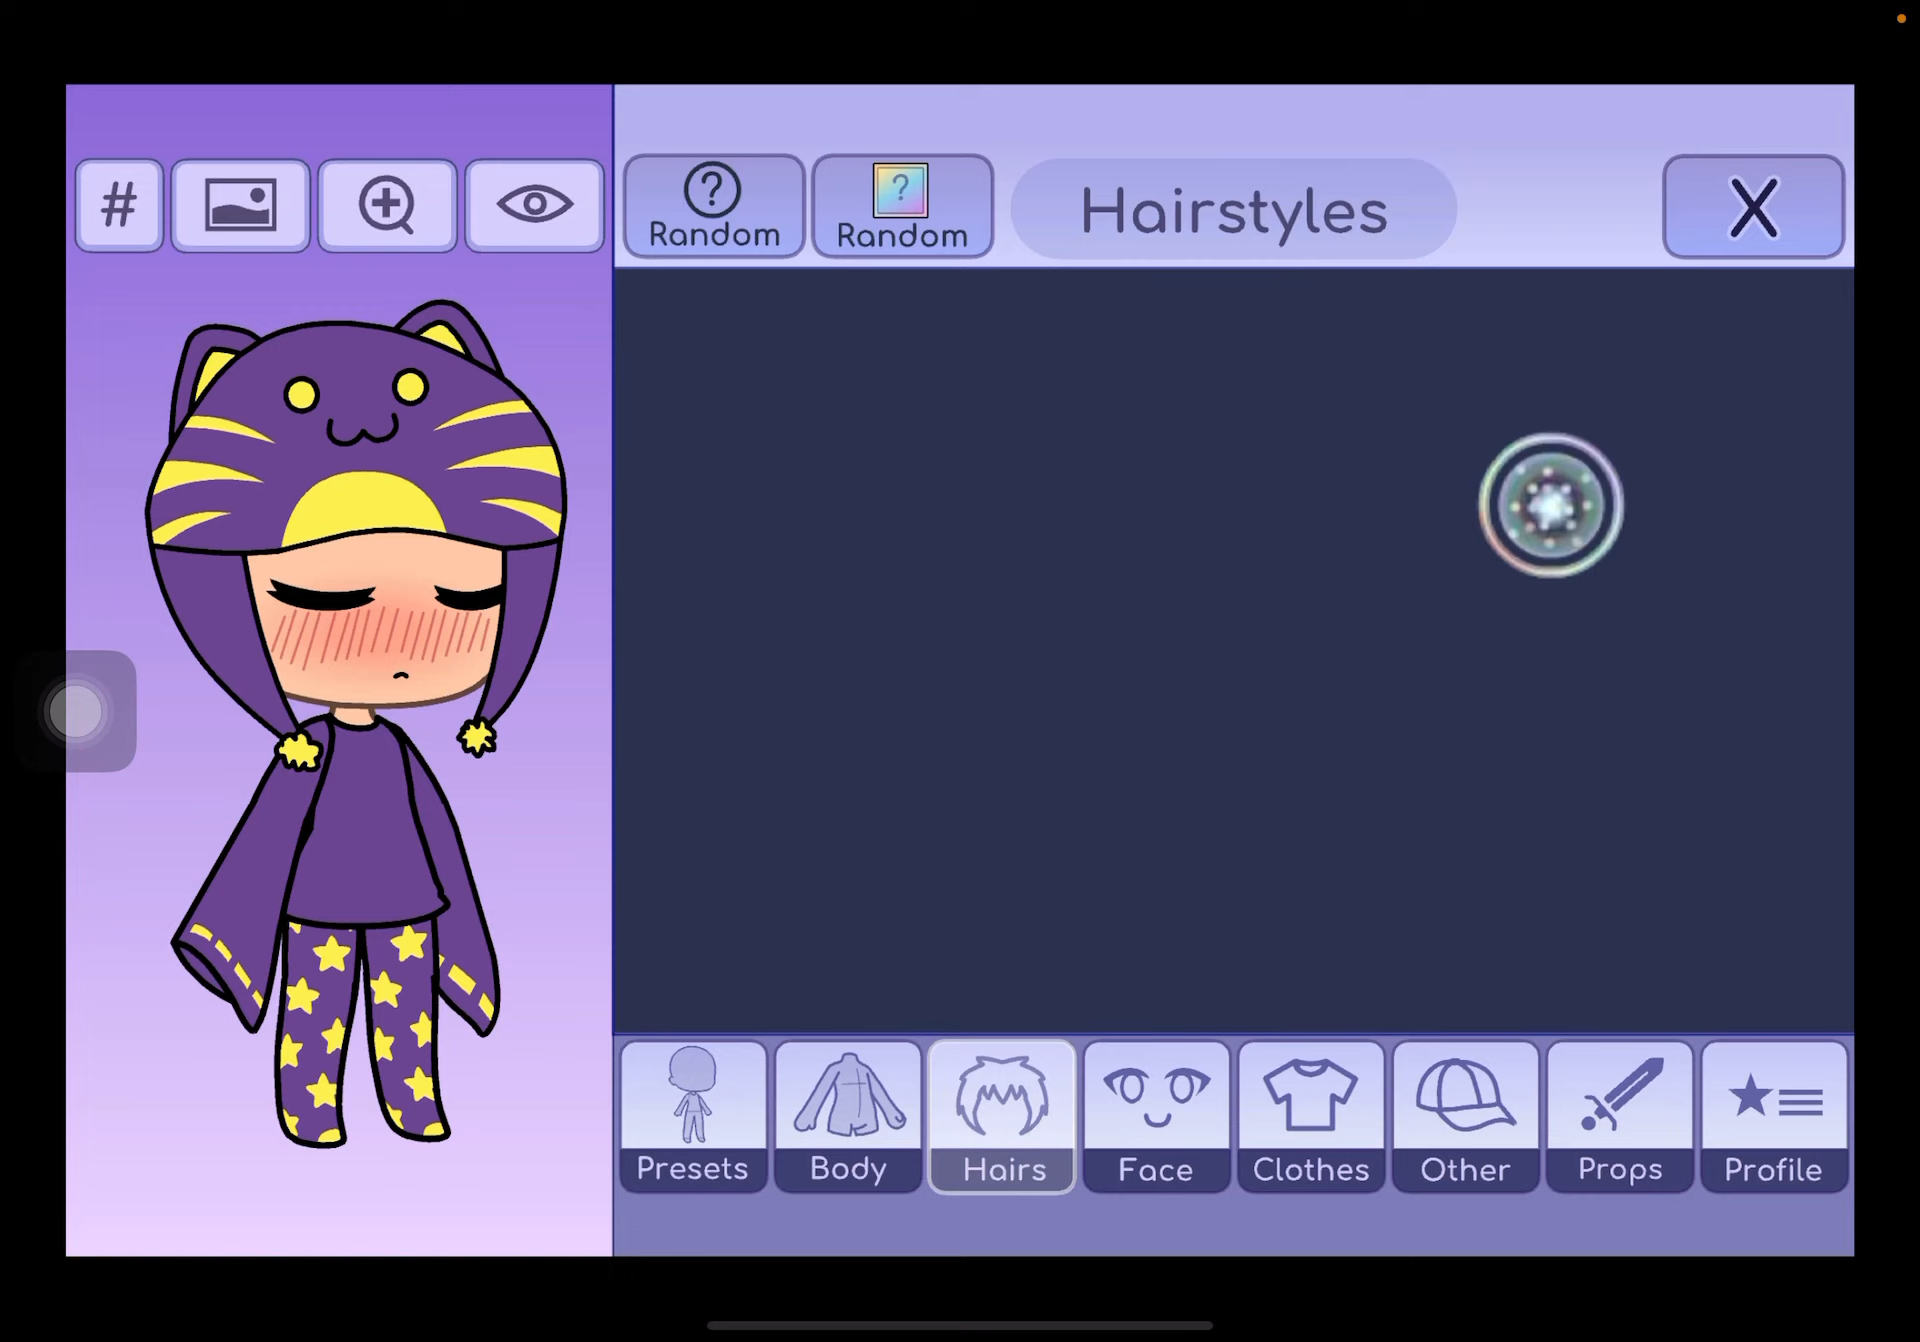 #
? Random
? Random
Hairstyles
X
Presets
Body
Hairs
Face
Clothes
Other
Props
Profile